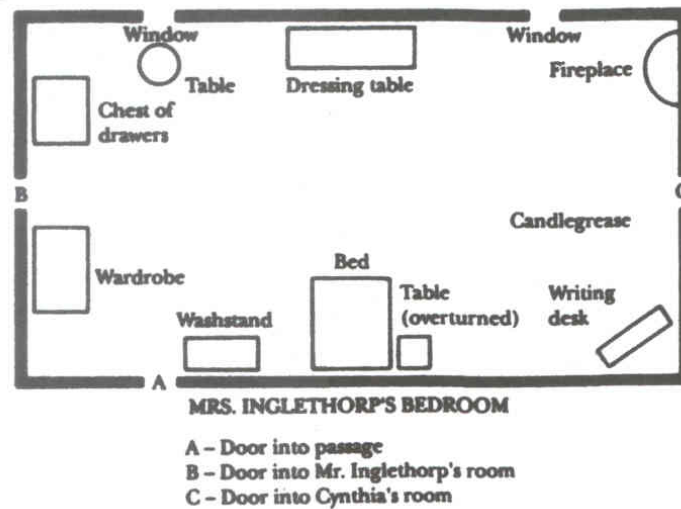 Window
Window
Table
Dressing table
Fireplace
Chest of
drawers
B
C
Candlegrease
Wardrobe
Bed
Washstand
Table
(overturned)
Writing
desk
A
MRS. INGLETHORP'S BEDROOM
A – Door into passage
B – Door into Mr. Inglethorp's room
C – Door into Cynthia's room